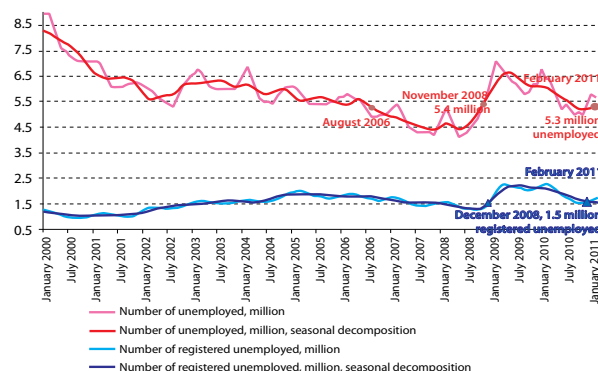 8.5
7.5
6.5
5.5
4.5
3.5
2.5
1.5
0.5
February 2011
November 2008
5.4 million
August 2006
5.3 million
unemployed
February 2011
December 2008, 1.5 million
registered unemployed
January 2000
July 2000
January 2001
July 2001
January 2002
July 2002
January 2003
July 2003
January 2004
July 2004
January 2005
July 2005
January 2006
July 2006
January 2007
July 2007
January 2008
July 2008
January 2009
July 2009
January 2010
July 2010
January 2011
Number of unemployed, million
Number of unemployed, million, seasonal decomposition
Number of registered unemployed, million
Number of registered unemployed, million, seasonal decomposition